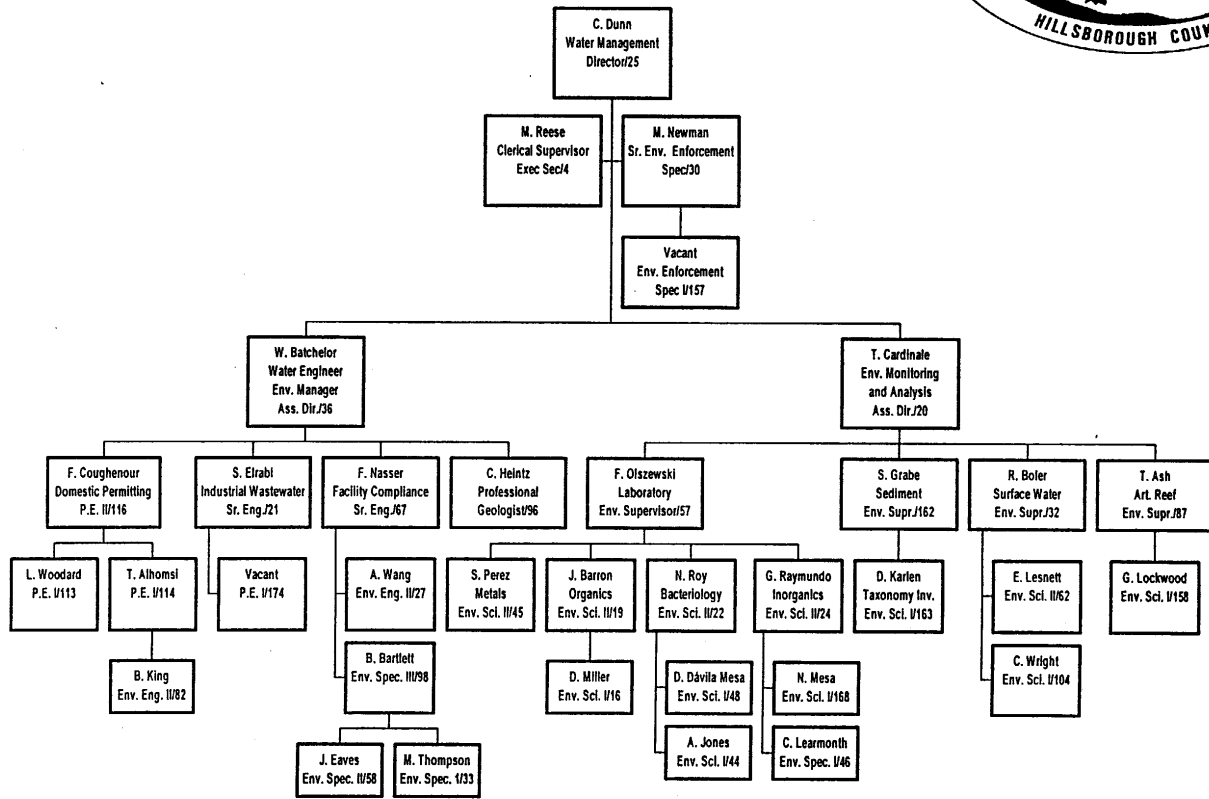 HILLSBOROUGH COUN
C. Dunn
Water Management
Director/25
M. Reese
Clerical Supervisor
Exec Sec/4
M. Newman
Sr. Env. Enforcement
Spec/30
Vacant
Env. Enforcement
Spec I/157
W. Batchelor
Water Engineer
Env. Manager
Ass. Dir./36
T. Cardinale
Env. Monitoring
and Analysis
Ass. Dir./20
F. Coughenour
Domestic Permitting
P.E. II/116
S. Elrabi
Industrial Wastewater
Sr. Eng./21
F. Nasser
Facility Compliance
Sr. Eng./67
C. Heintz
Professional
Geologist/96
F. Olszewski
Laboratory
Env. Supervisor/57
S. Grabe
Sediment
Env. Supr./162
R. Boler
Surface Water
Env. Supr./32
T. Ash
Art. Reef
Env. Supr./87
L. Woodard
P.E. I/113
T. Alhomsi
P.E. I/114
Vacant
P.E. I/174
A. Wang
Env. Eng. II/27
S. Perez
Metals
Env. Sci. II/45
J. Barron
Organics
Env. Sci. II/19
N. Roy
Bacteriology
Env. Sci. II/22
G. Raymundo
Inorganics
Env. Sci. II/24
D. Karlen
Taxonomy Inv.
Env. Sci. I/163
E. Lesnett
Env. Sci. II/62
G. Lockwood
Env. Sci. I/158
B. King
Env. Eng. II/82
B. Bartlett
Env. Spec. III/98
D. Miller
Env. Sci. I/16
D. Dávila Mesa
Env. Sci. I/48
N. Mesa
Env. Sci. I/168
C. Wright
Env. Sci. I/104
J. Eaves
Env. Spec. II/58
M. Thompson
Env. Spec. 1/33
A. Jones
Env. Sci. I/44
C. Learmonth
Env. Spec. I/46